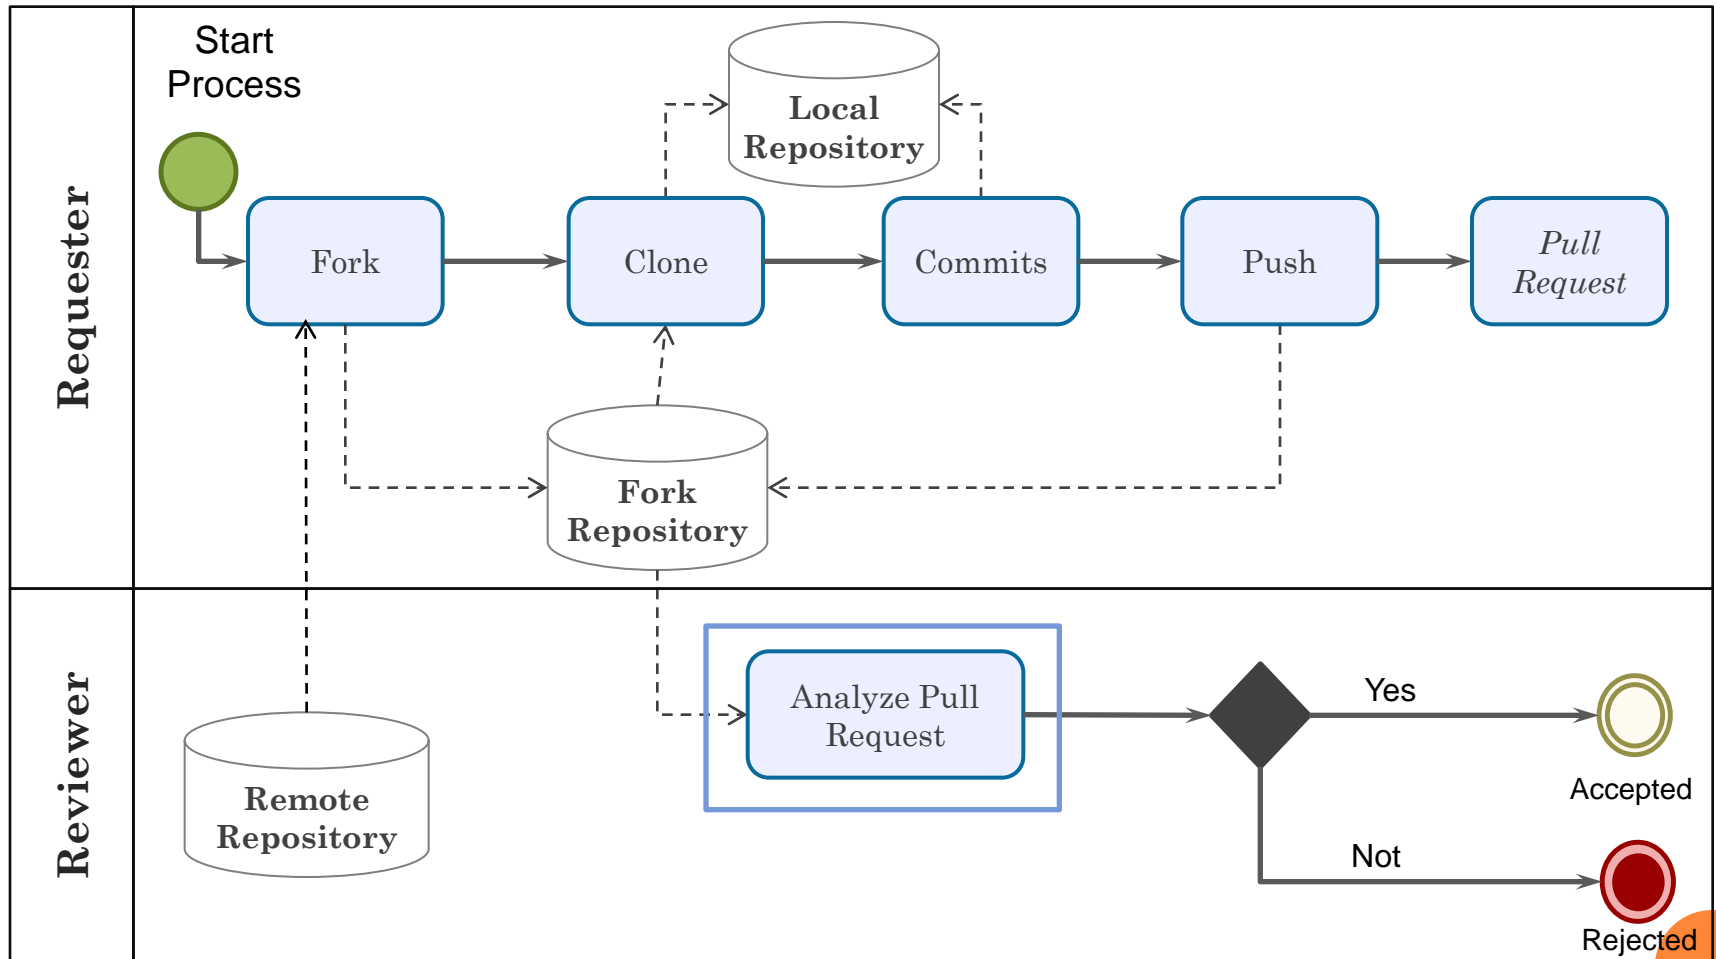 Start
Process
Local
Repository
Requester
Fork
Clone
Commits
Push
Pull
Request
Fork
Repository
Reviewer
Analyze Pull
Request
Yes
Remote
Repository
Accepted
Not
Rejected